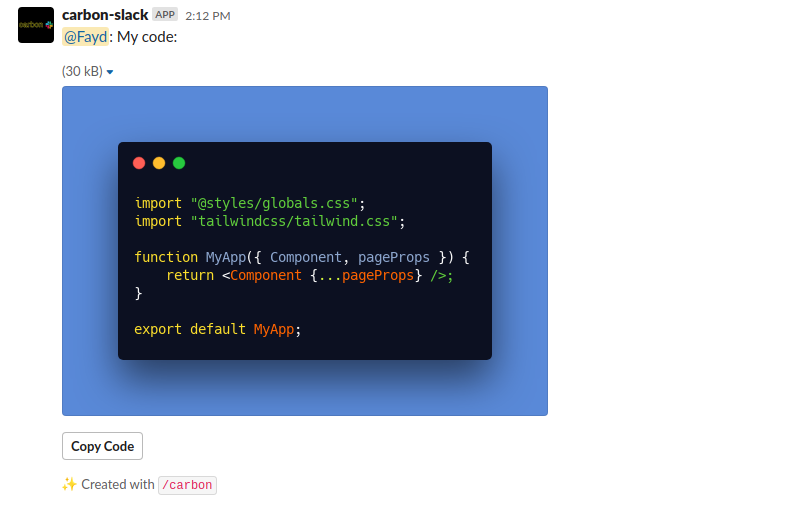 carbon
carbon-slack APP 2:12 PM
@Fayd: My code:
(30 kB)
import "@styles/globals.css";
import "tailwindcss/tailwind.css";
function MyApp({ Component, pageProps }) {
    return <Component {...pageProps} />;
}
export default MyApp;
Copy Code
✨ Created with /carbon